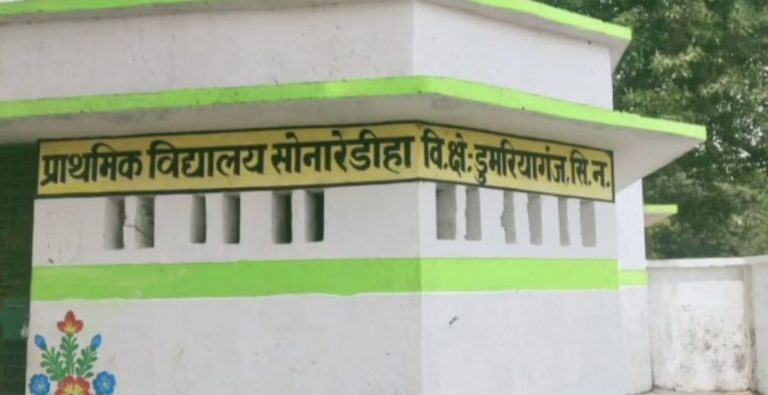 प्राथमिक विद्यालय सोनारेडीहा वि.क्षे: डुमरियागंज, सि.न.